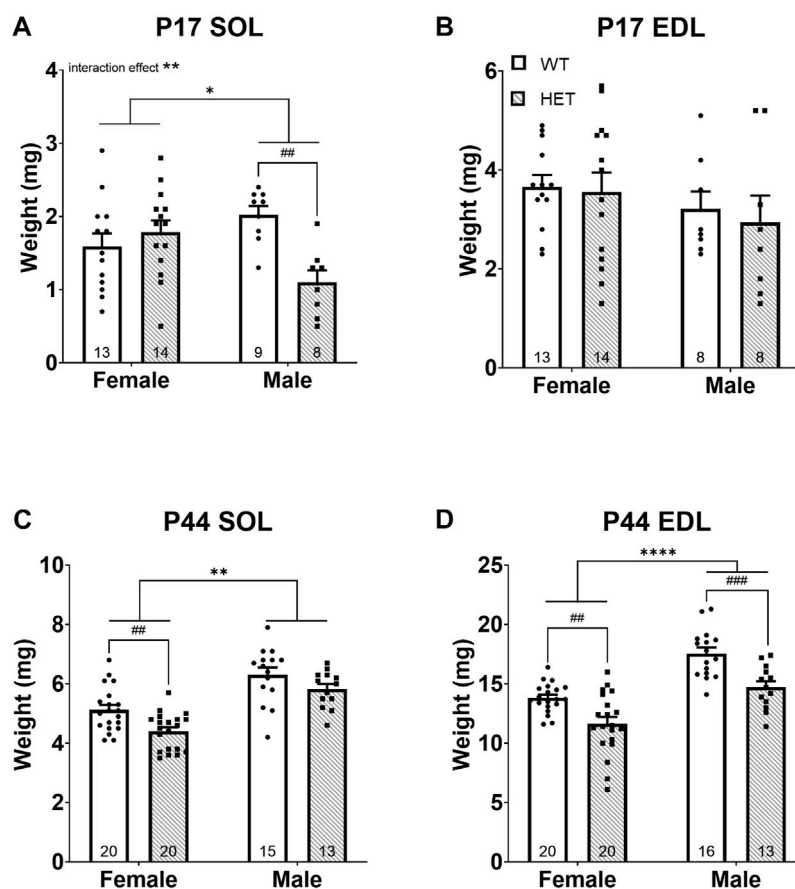 A
P17 SOL
interaction effect **
*
##
4
3
2
1
0
Weight (mg)
13
14
9
8
Female
Male
B
P17 EDL
WT
HET
6
4
2
0
Weight (mg)
13
14
8
8
Female
Male
C
P44 SOL
**
##
10
8
6
4
2
0
Weight (mg)
20
20
15
13
Female
Male
D
P44 EDL
****
###
##
25
20
15
10
5
0
Weight (mg)
20
20
16
13
Female
Male